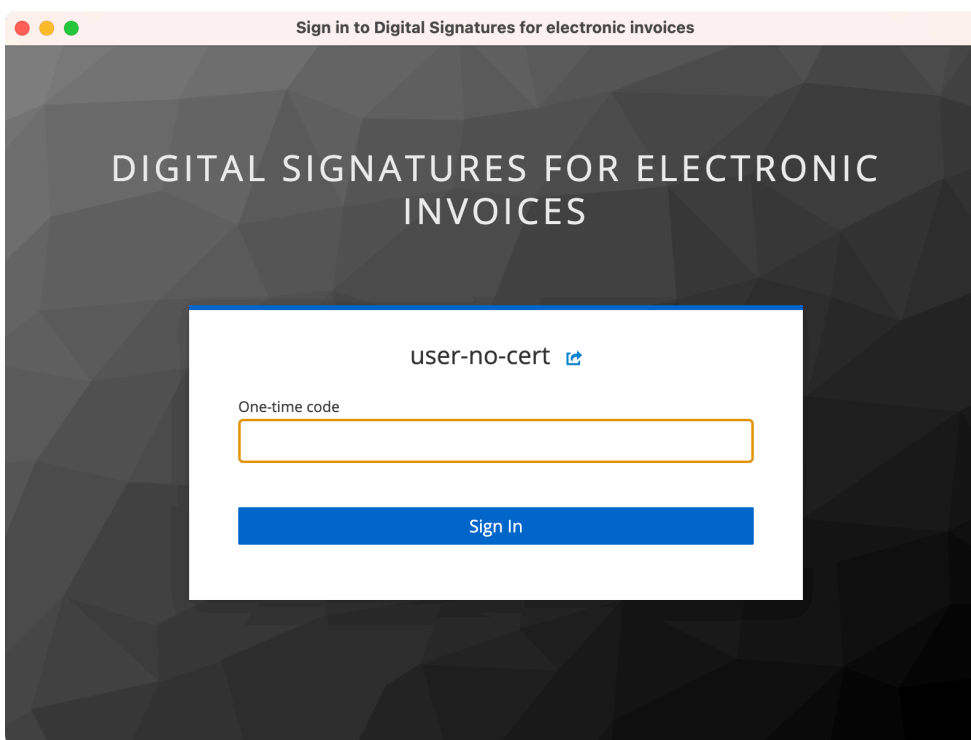 Sign in to Digital Signatures for electronic invoices
DIGITAL SIGNATURES FOR ELECTRONIC
INVOICES
user-no-cert
One-time code
Sign In